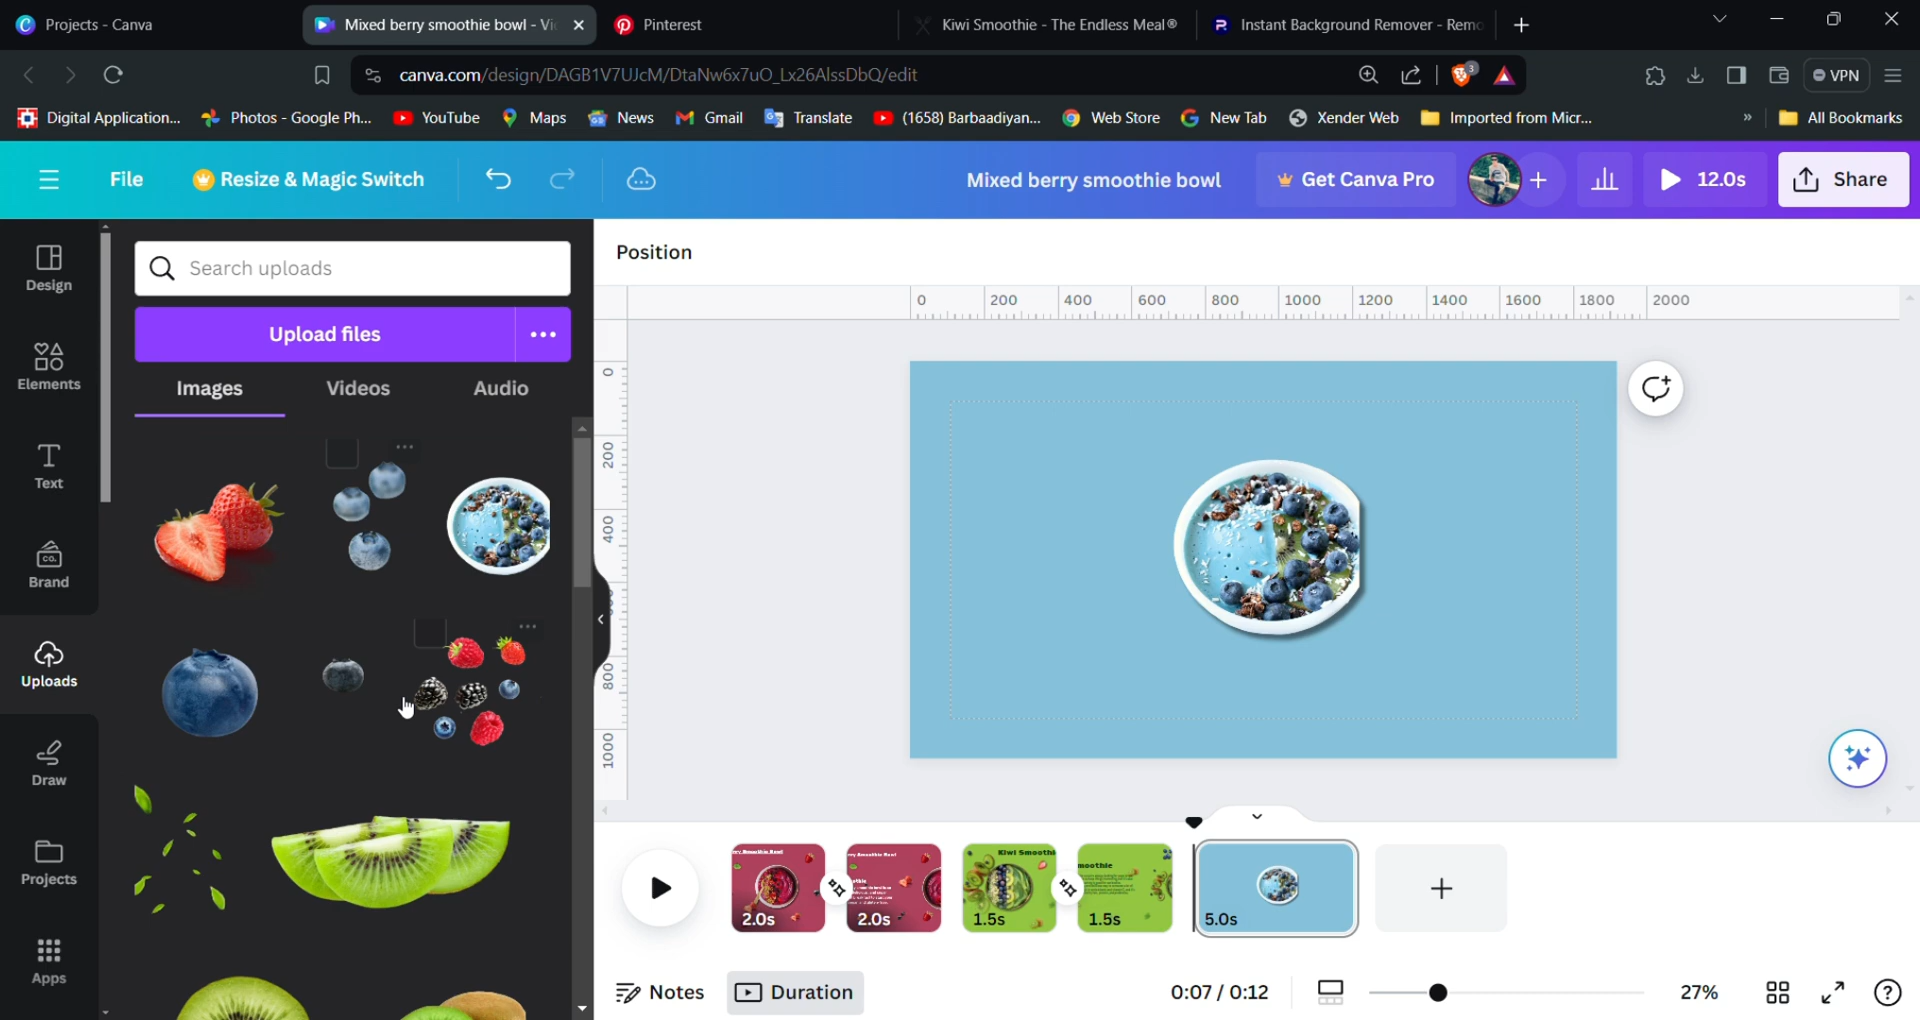 Projects - Canva
Mixed berry smoothie bowl - Vi
Pinterest
Kiwi Smoothie - The Endless Meal®
Instant Background Remover - Remo
canva.com/design/DAGB1V7UJcM/DtaNw6x7uO_Lx26AlssDbQ/edit
3
VPN
Digital Application...
Photos - Google Ph...
YouTube
Maps
News
Gmail
Translate
(1658) Barbaadiyan...
Web Store
New Tab
Xender Web
Imported from Micr...
»
All Bookmarks
File
Resize & Magic Switch
Mixed berry smoothie bowl
Get Canva Pro
12.0s
Share
Design
Elements
Text
CO.
Brand
Uploads
Draw
Projects
Apps
Search uploads
Upload files
Images
Videos
Audio
Position
0 200 400 600 800 1000 1200 1400 1600 1800 2000
0
200
400
800
1000
2.0s
2.0s
Kiwi Smoothi
1.5s
moothie
1.5s
5.0s
Notes
Duration
0:07 / 0:12
27%